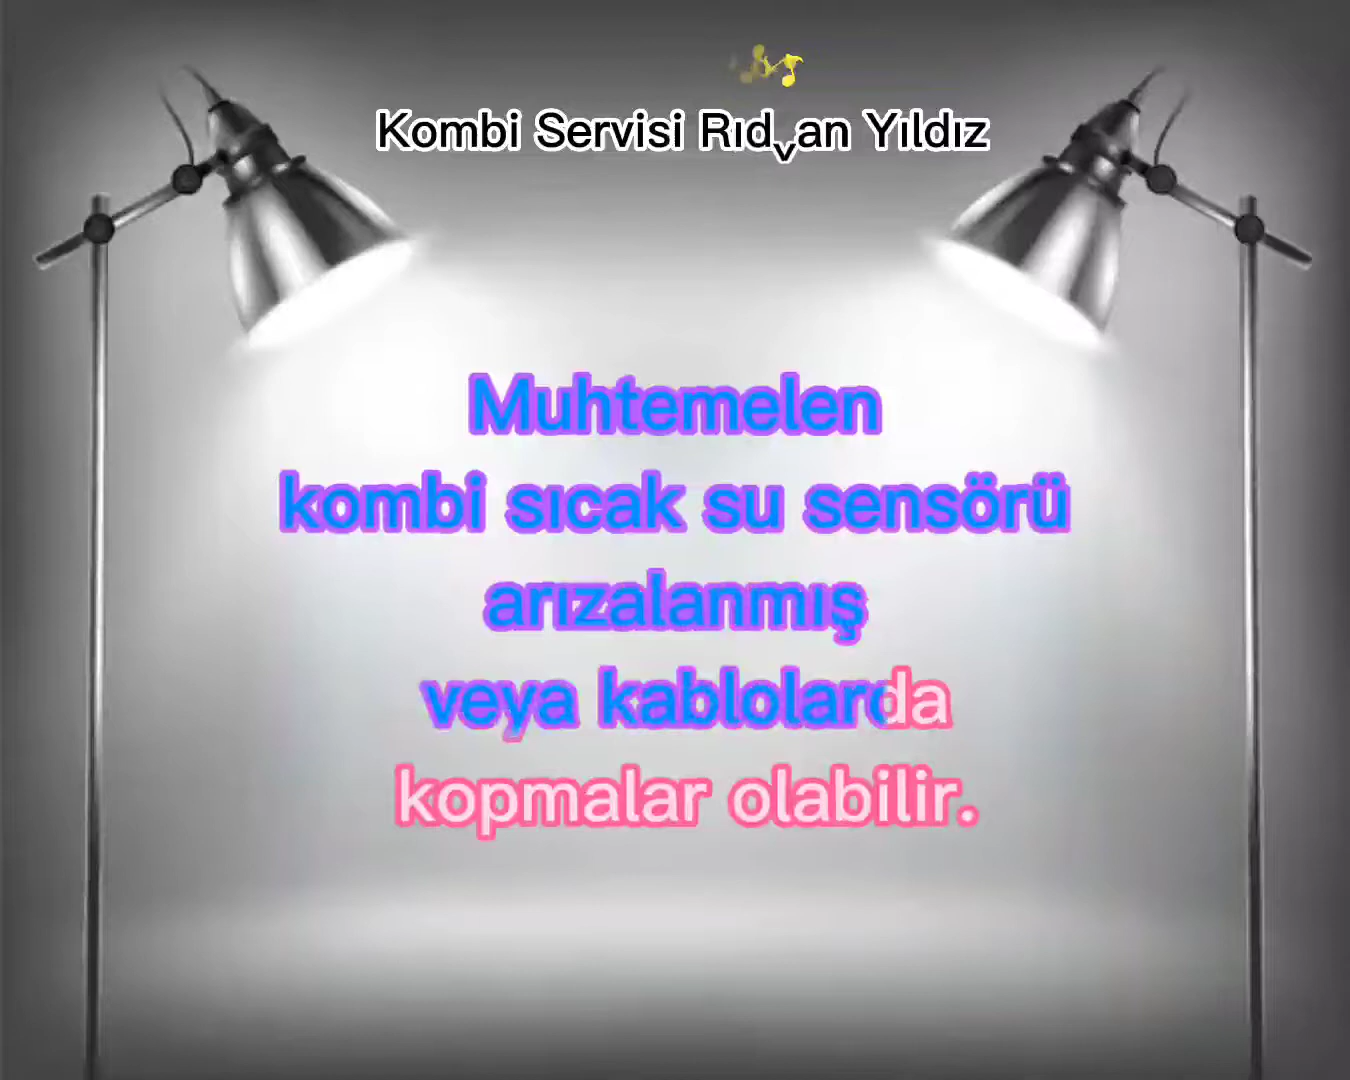 Kombi Servisi Rıdvan Yıldız
Muhtemelen
kombi sıcak su sensörü
arızalanmış
veya kablolarda
kopmalar olabilir.